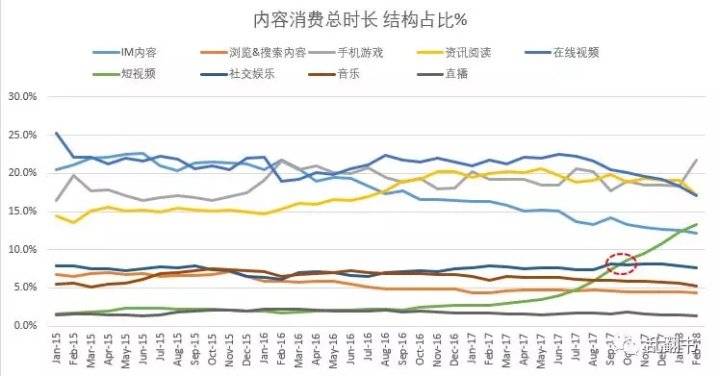 内容消费总时长 结构占比%
IM内容 浏览&搜索内容 手机游戏 资讯阅读 在线视频
短视频 社交娱乐 音乐 直播
30.0%
25.0%
20.0%
15.0%
10.0%
5.0%
0.0%
Jan-15 Feb-15 Mar-15 Apr-15 May-15 Jun-15 Jul-15 Aug-15 Sep-15 Oct-15 Nov-15 Dec-15 Jan-16 Feb-16 Mar-16 Apr-16 May-16 Jun-16 Jul-16 Aug-16 Sep-16 Oct-16 Nov-16 Dec-16 Jan-17 Feb-17 Mar-17 Apr-17 May-17 Jun-17 Jul-17 Aug-17 Sep-17 Oct-17 Nov-17 Dec-17 Jan-18 Feb-18